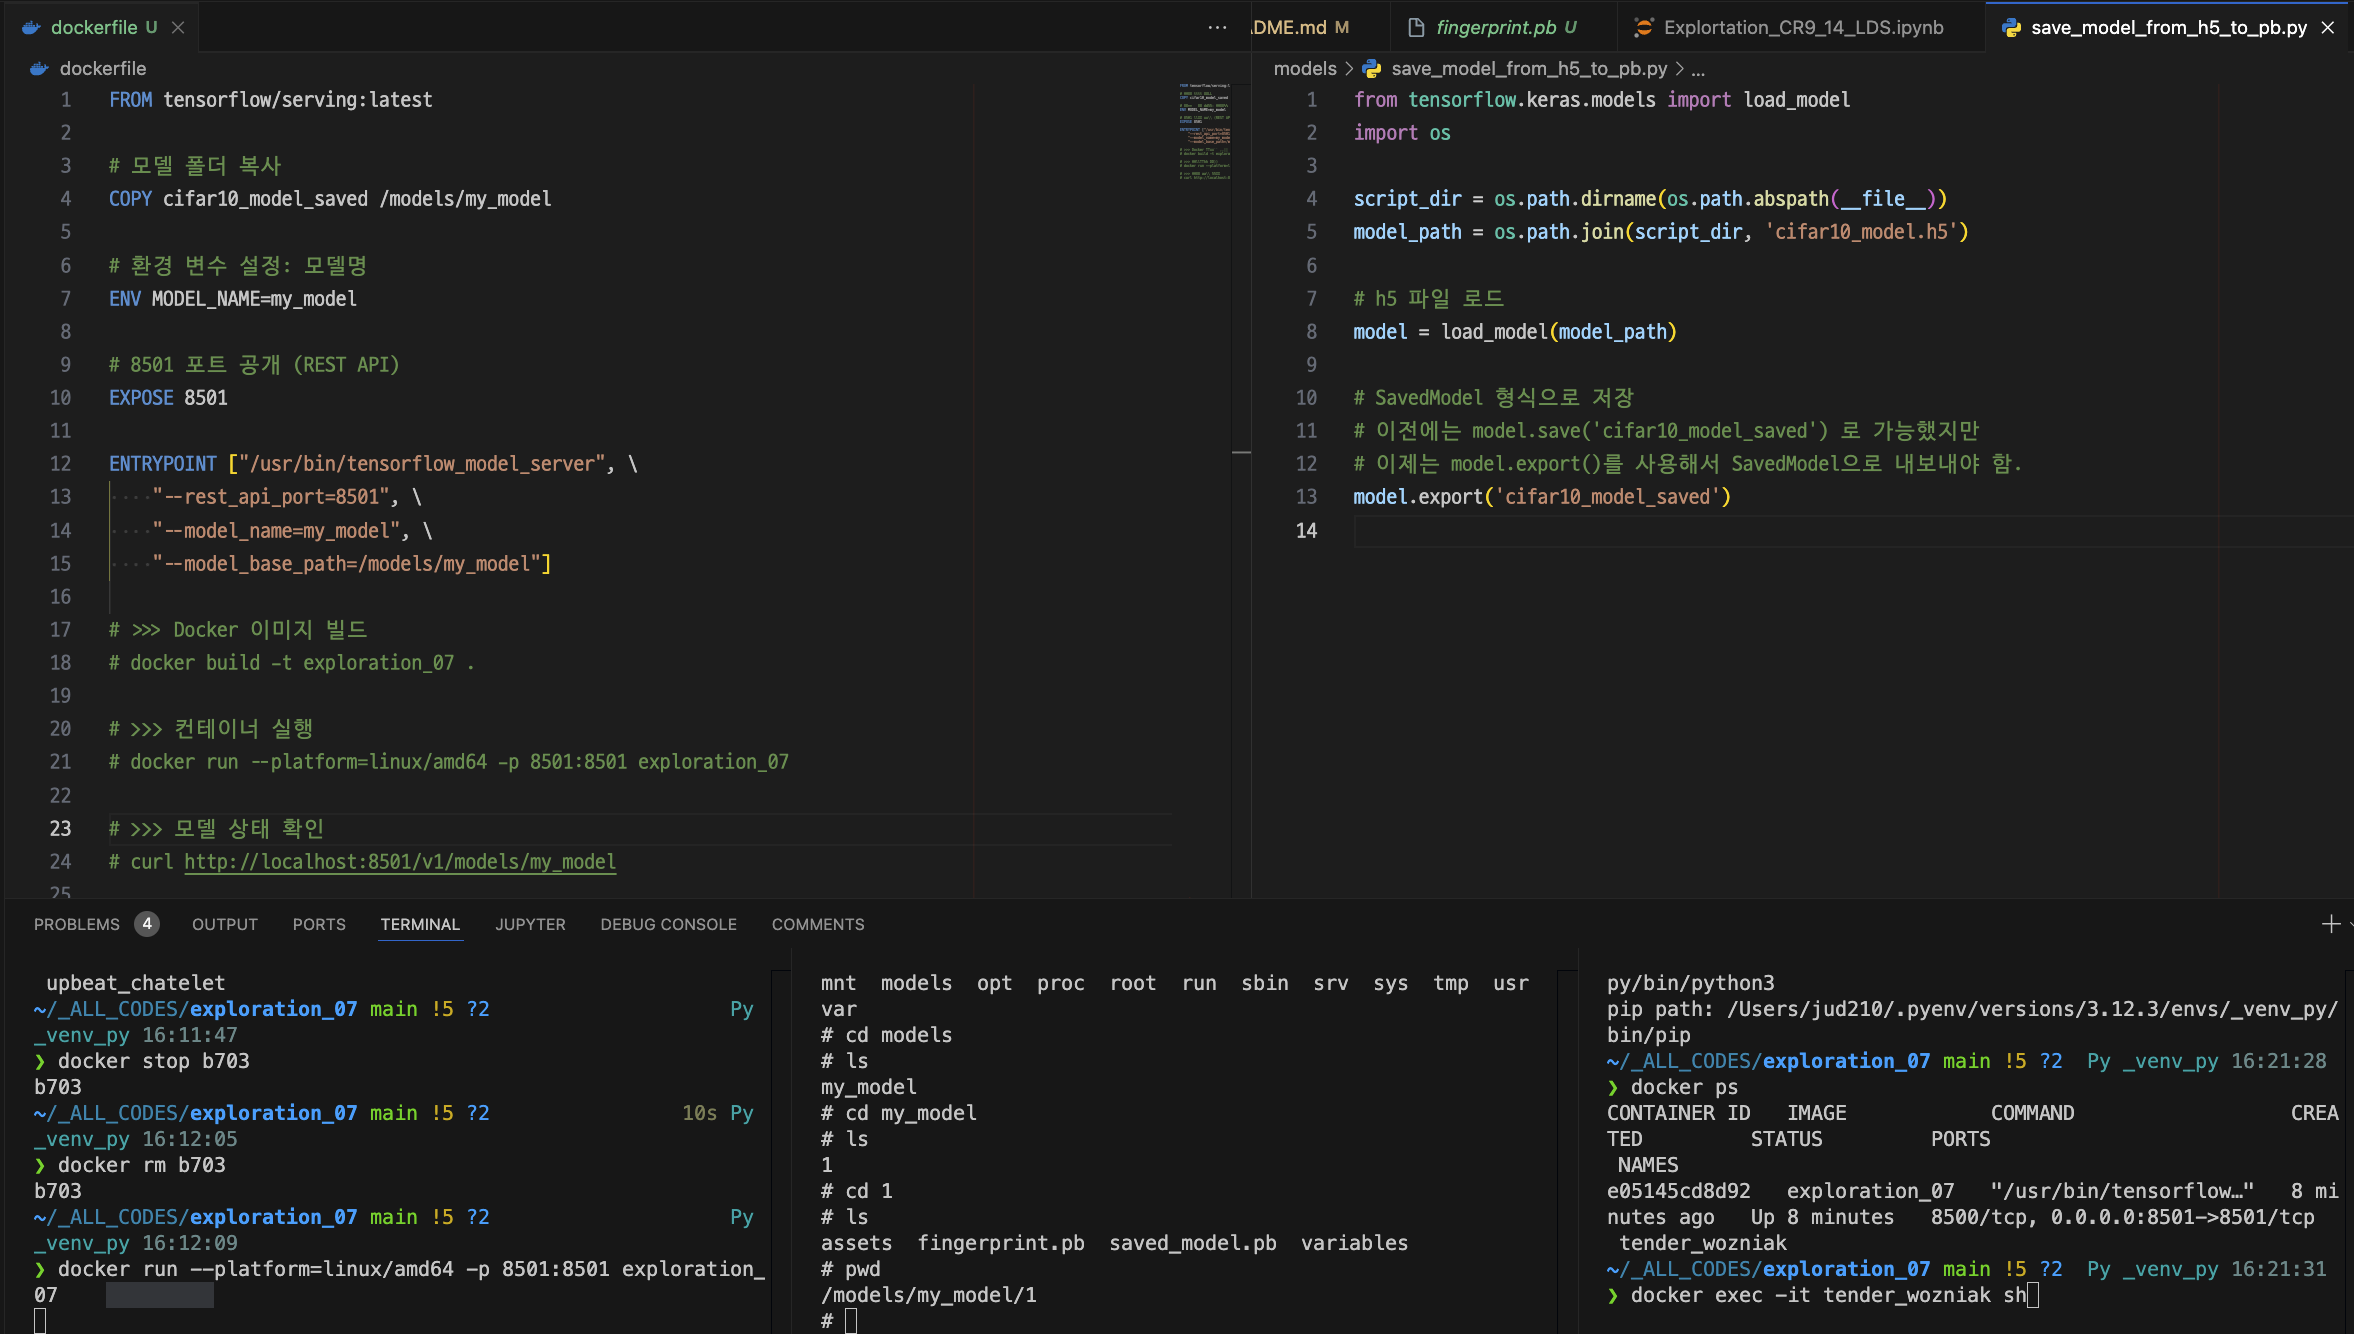 dockerfile U
dockerfile
1 FROM tensorflow/serving:latest
2
3 # 모델 폴더 복사
4 COPY cifar10_model_saved /models/my_model
5
6 # 환경 변수 설정: 모델명
7 ENV MODEL_NAME=my_model
8
9 # 8501 포트 공개 (REST API)
10 EXPOSE 8501
11
12 ENTRYPOINT ["/usr/bin/tensorflow_model_server", \
13 ····"--rest_api_port=8501", \
14 ····"--model_name=my_model", \
15 ····"--model_base_path=/models/my_model"]
16
17 # >>> Docker 이미지 빌드
18 # docker build -t exploration_07 .
19
20 # >>> 컨테이너 실행
21 # docker run --platform=linux/amd64 -p 8501:8501 exploration_07
22
23 # >>> 모델 상태 확인
24 # curl http://localhost:8501/v1/models/my_model
25
DME.md M
fingerprint.pb U
Explortation_CR9_14_LDS.ipynb
save_model_from_h5_to_pb.py
models > save_model_from_h5_to_pb.py > ...
1 from tensorflow.keras.models import load_model
2 import os
3
4 script_dir = os.path.dirname(os.path.abspath(__file__))
5 model_path = os.path.join(script_dir, 'cifar10_model.h5')
6
7 # h5 파일 로드
8 model = load_model(model_path)
9
10 # SavedModel 형식으로 저장
11 # 이전에는 model.save('cifar10_model_saved') 로 가능했지만
12 # 이제는 model.export()를 사용해서 SavedModel으로 내보내야 함.
13 model.export('cifar10_model_saved')
14
PROBLEMS 4 OUTPUT PORTS TERMINAL JUPYTER DEBUG CONSOLE COMMENTS
upbeat_chatelet
~/_ALL_CODES/exploration_07 main !5 ?2 Py
_venv_py 16:11:47
❯ docker stop b703
b703
~/_ALL_CODES/exploration_07 main !5 ?2 10s Py
_venv_py 16:12:05
❯ docker rm b703
b703
~/_ALL_CODES/exploration_07 main !5 ?2 Py
_venv_py 16:12:09
❯ docker run --platform=linux/amd64 -p 8501:8501 exploration_
07
mnt models opt proc root run sbin srv sys tmp usr
var
# cd models
# ls
my_model
# cd my_model
# ls
1
# cd 1
# ls
assets fingerprint.pb saved_model.pb variables
# pwd
/models/my_model/1
#
py/bin/python3
pip path: /Users/jud210/.pyenv/versions/3.12.3/envs/_venv_py/
bin/pip
~/_ALL_CODES/exploration_07 main !5 ?2 Py _venv_py 16:21:28
❯ docker ps
CONTAINER ID IMAGE COMMAND CREA
TED STATUS PORTS
NAMES
e05145cd8d92 exploration_07 "/usr/bin/tensorflow…" 8 mi
nutes ago Up 8 minutes 8500/tcp, 0.0.0.0:8501->8501/tcp
tender_wozniak
~/_ALL_CODES/exploration_07 main !5 ?2 Py _venv_py 16:21:31
❯ docker exec -it tender_wozniak sh